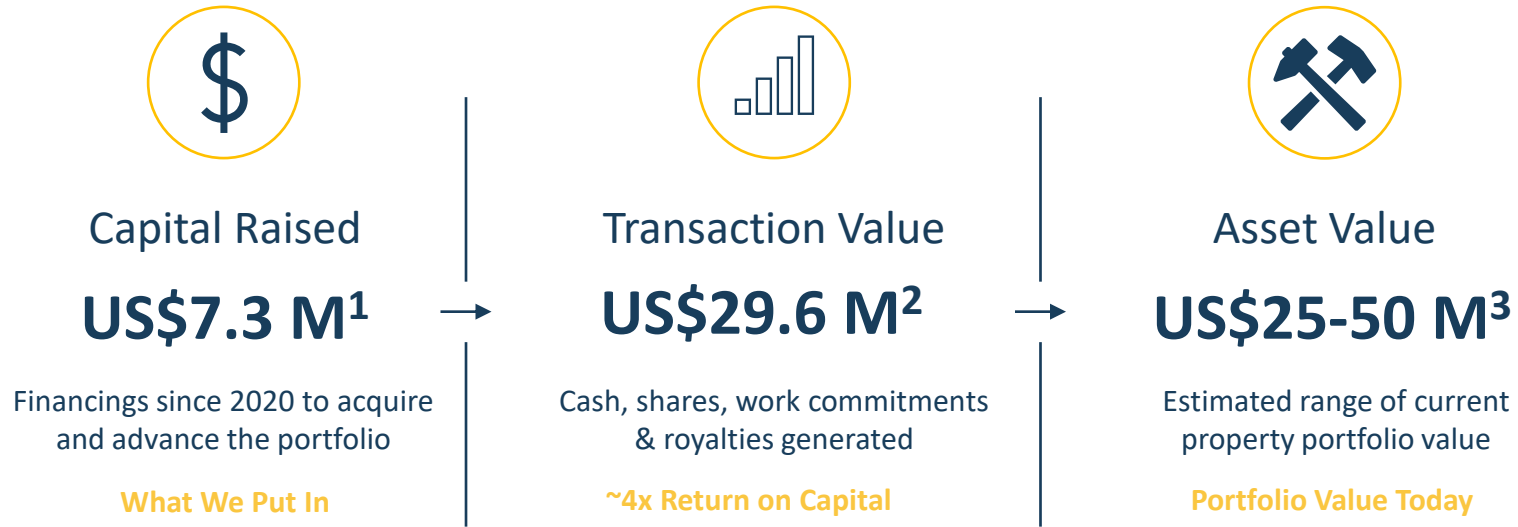 Capital Raised
US$7.3 M¹
Financings since 2020 to acquire
and advance the portfolio
What We Put In
Transaction Value
US$29.6 M²
Cash, shares, work commitments
& royalties generated
~4x Return on Capital
Asset Value
US$25-50 M³
Estimated range of current
property portfolio value
Portfolio Value Today